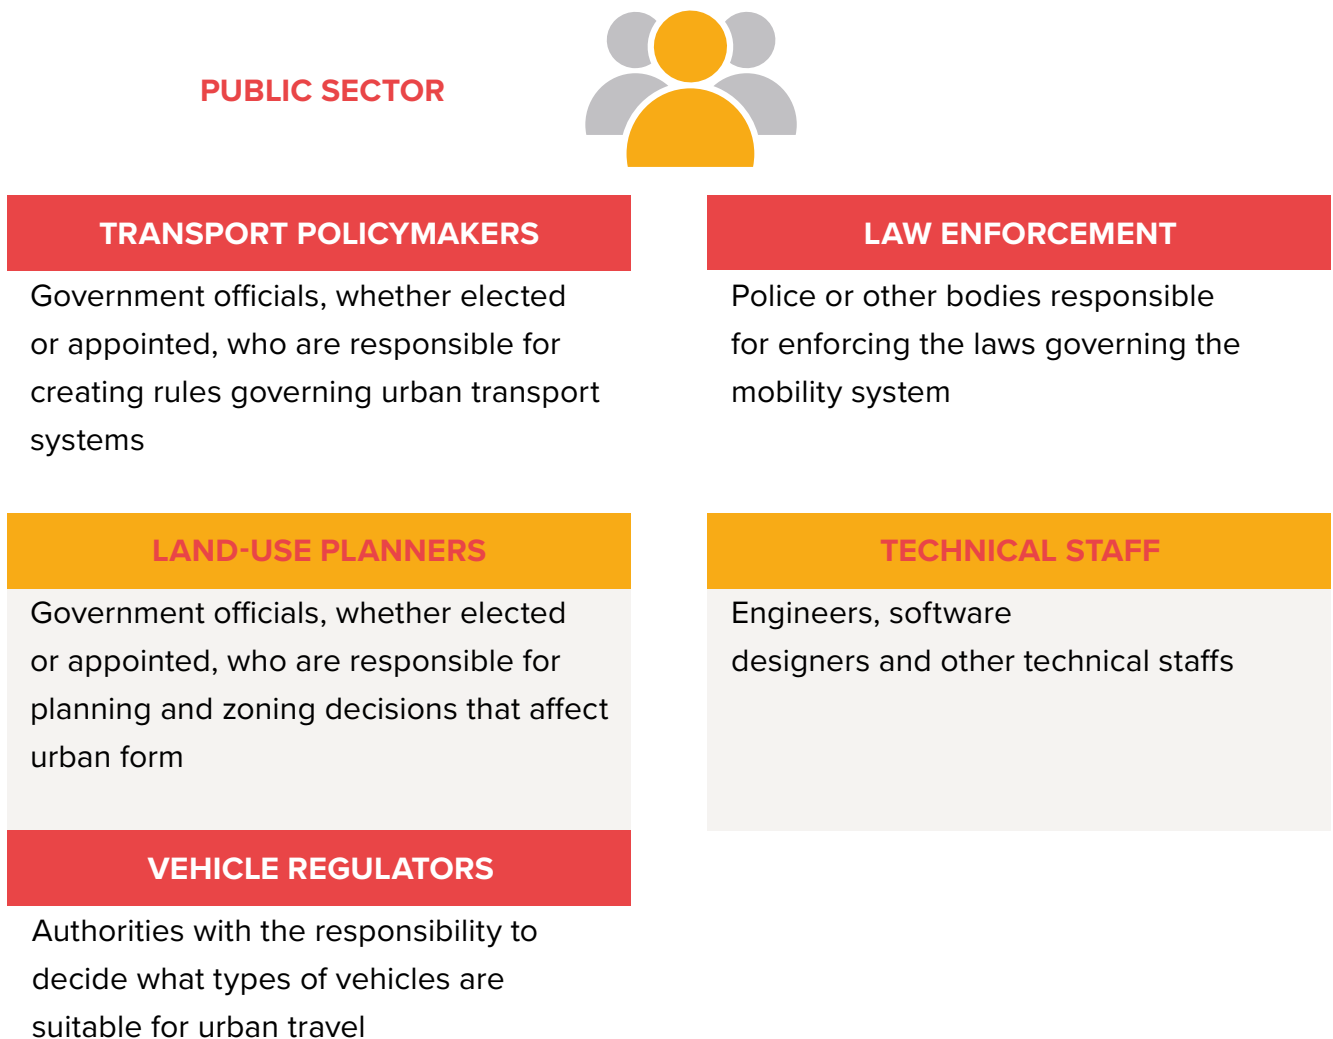 PUBLIC SECTOR
TRANSPORT POLICYMAKERS
Government officials, whether elected
or appointed, who are responsible for
creating rules governing urban transport
systems
LAW ENFORCEMENT
Police or other bodies responsible
for enforcing the laws governing the
mobility system
LAND-USE PLANNERS
Government officials, whether elected
or appointed, who are responsible for
planning and zoning decisions that affect
urban form
TECHNICAL STAFF
Engineers, software
designers and other technical staffs
VEHICLE REGULATORS
Authorities with the responsibility to
decide what types of vehicles are
suitable for urban travel